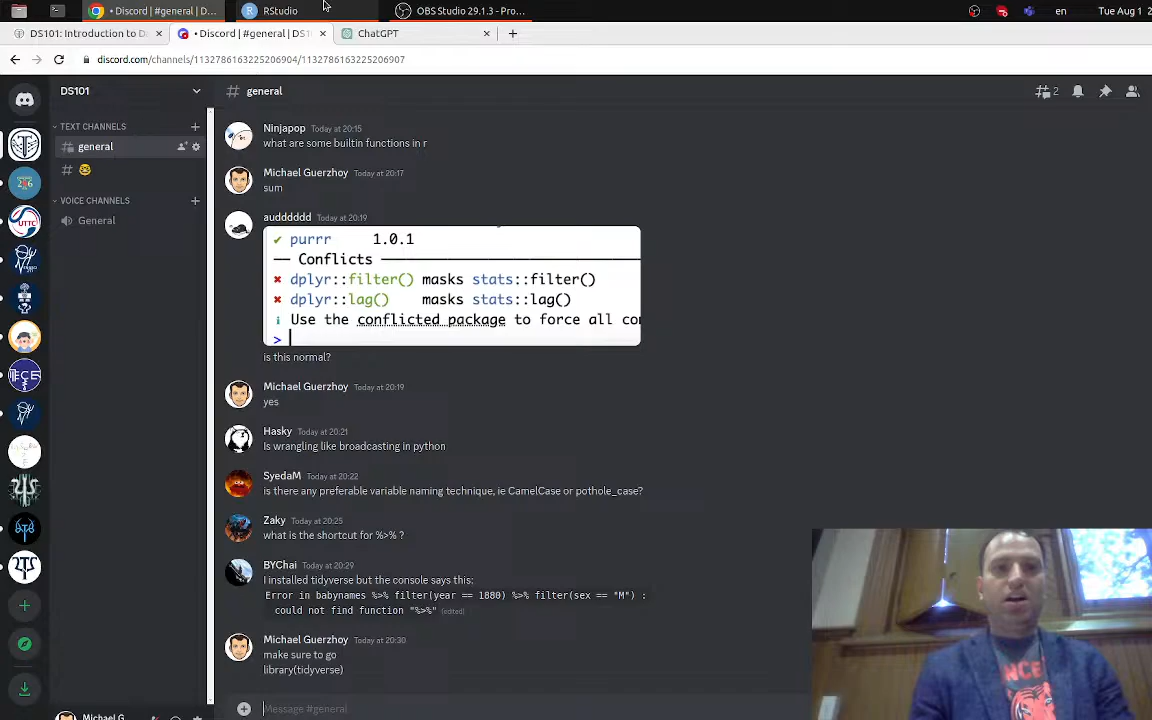 • Discord | #general | D...
RStudio
OBS Studio 29.1.3 - Pro...
en
Tue Aug 1
DS101: Introduction to D
• Discord | #general | DS1
ChatGPT
discord.com/channels/1132786163225206904/1132786163225206907
DS101
# general
2
TEXT CHANNELS
# general
# 🤓
VOICE CHANNELS
General
Ninjapop Today at 20:15
what are some builtin functions in r
Michael Guerzhoy Today at 20:17
sum
audddddd Today at 20:19
✔ purrr 1.0.1
── Conflicts ──
✖ dplyr::filter() masks stats::filter()
✖ dplyr::lag() masks stats::lag()
ℹ Use the conflicted package to force all con
>
is this normal?
Michael Guerzhoy Today at 20:19
yes
Hasky Today at 20:21
Is wrangling like broadcasting in python
SyedaM Today at 20:22
is there any preferable variable naming technique, ie CamelCase or pothole_case?
Zaky Today at 20:25
what is the shortcut for %>% ?
BYChai Today at 20:29
I installed tidyverse but the console says this:
Error in babynames %>% filter(year == 1880) %>% filter(sex == "M") :
could not find function "%>%" (edited)
Michael Guerzhoy Today at 20:30
make sure to go
library(tidyverse)
Message #general
Michael G